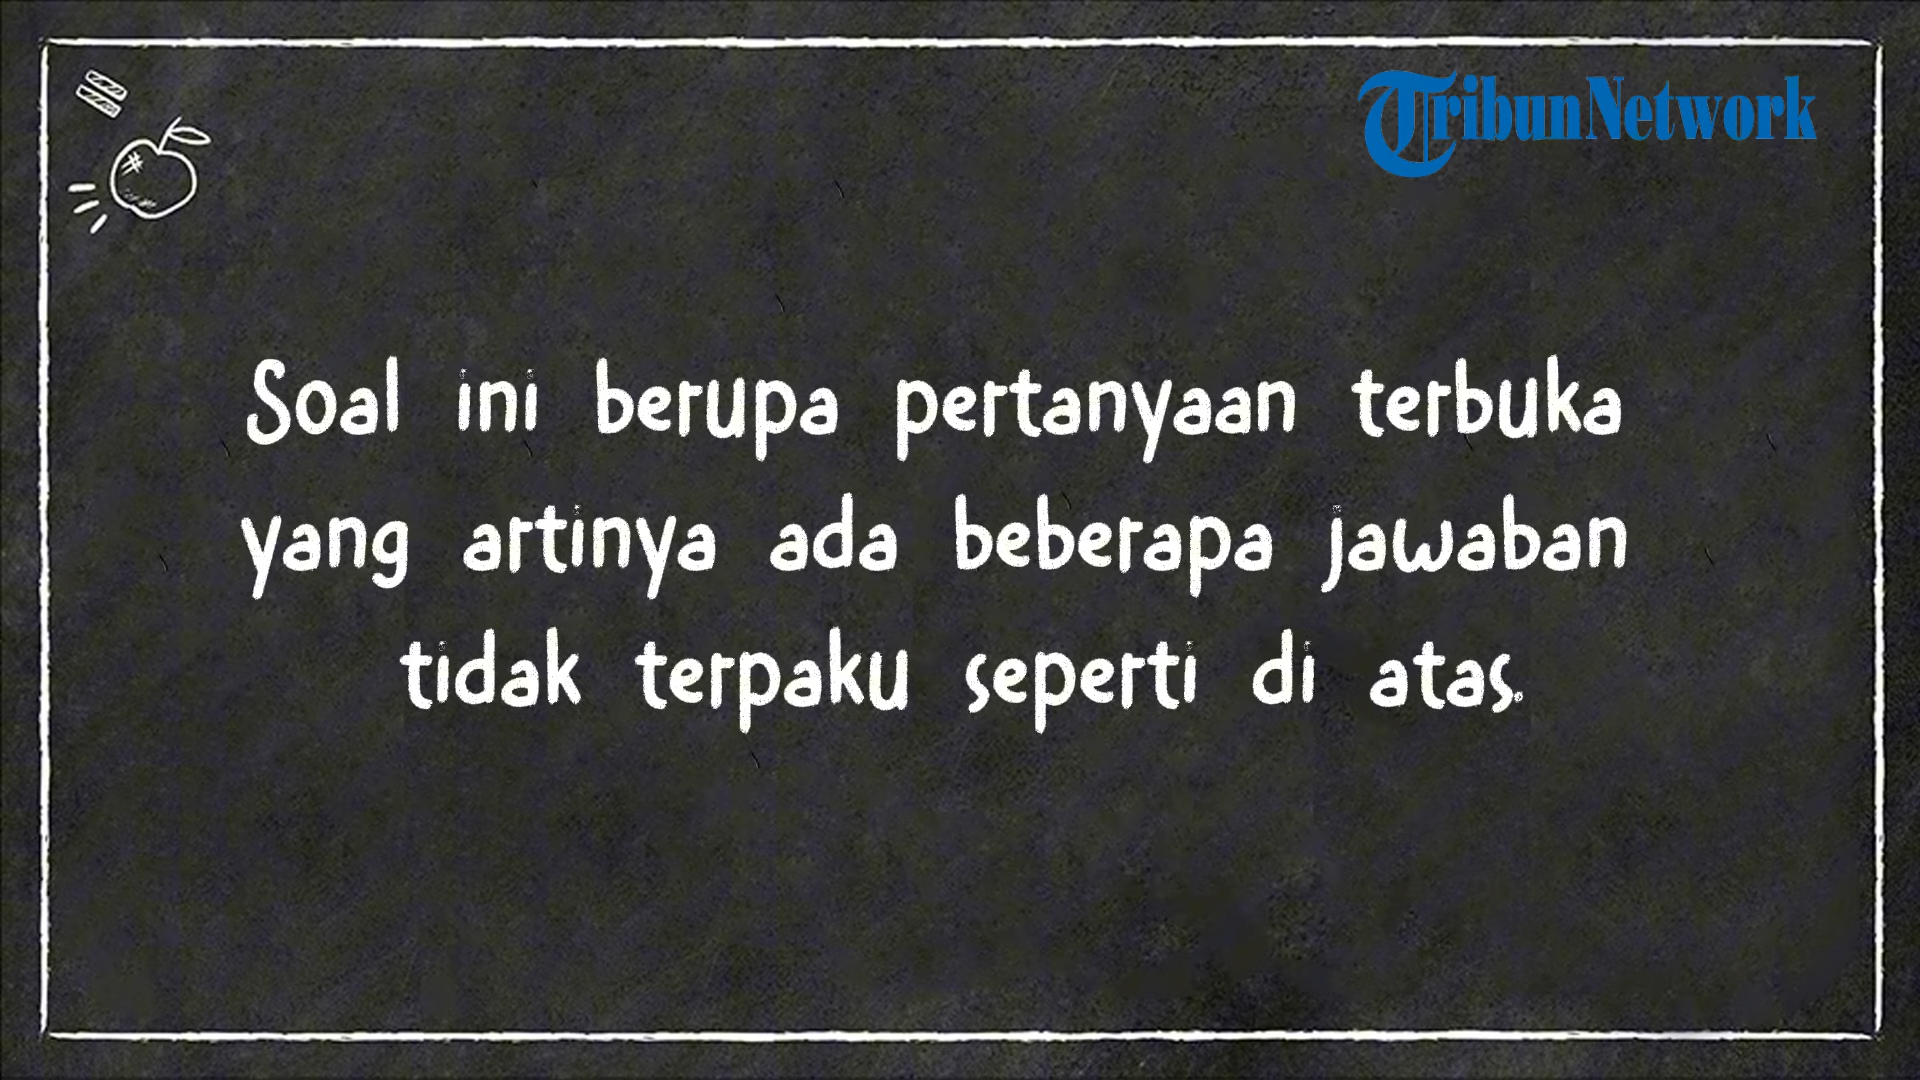 TribunNetwork
Soal ini berupa pertanyaan terbuka
yang artinya ada beberapa jawaban
tidak terpaku seperti di atas.